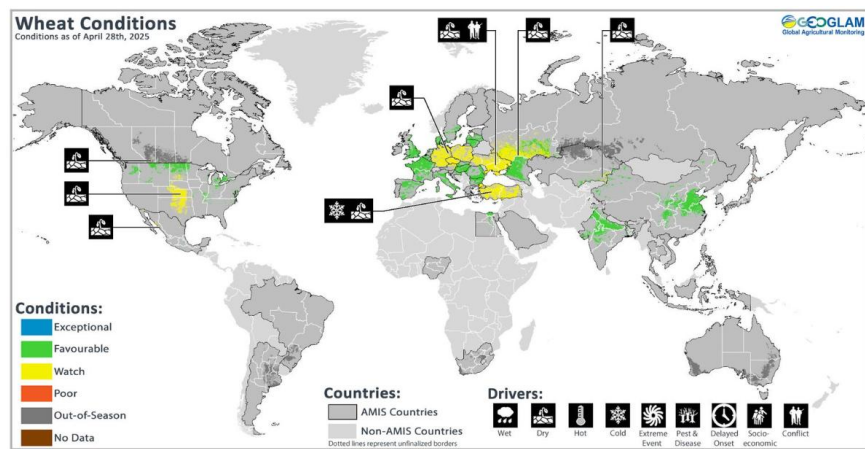 Wheat Conditions
Conditions as of April 28th, 2025
GEOGLAM
Global Agricultural Monitoring
Conditions:
Exceptional
Favourable
Watch
Poor
Out-of-Season
No Data
Countries:
AMIS Countries
Non-AMIS Countries
Dotted lines represent unfinalized borders
Drivers:
Wet
Dry
Hot
Cold
Extreme
Event
Pest &
Disease
Delayed
Onset
Socio-
economic
Conflict